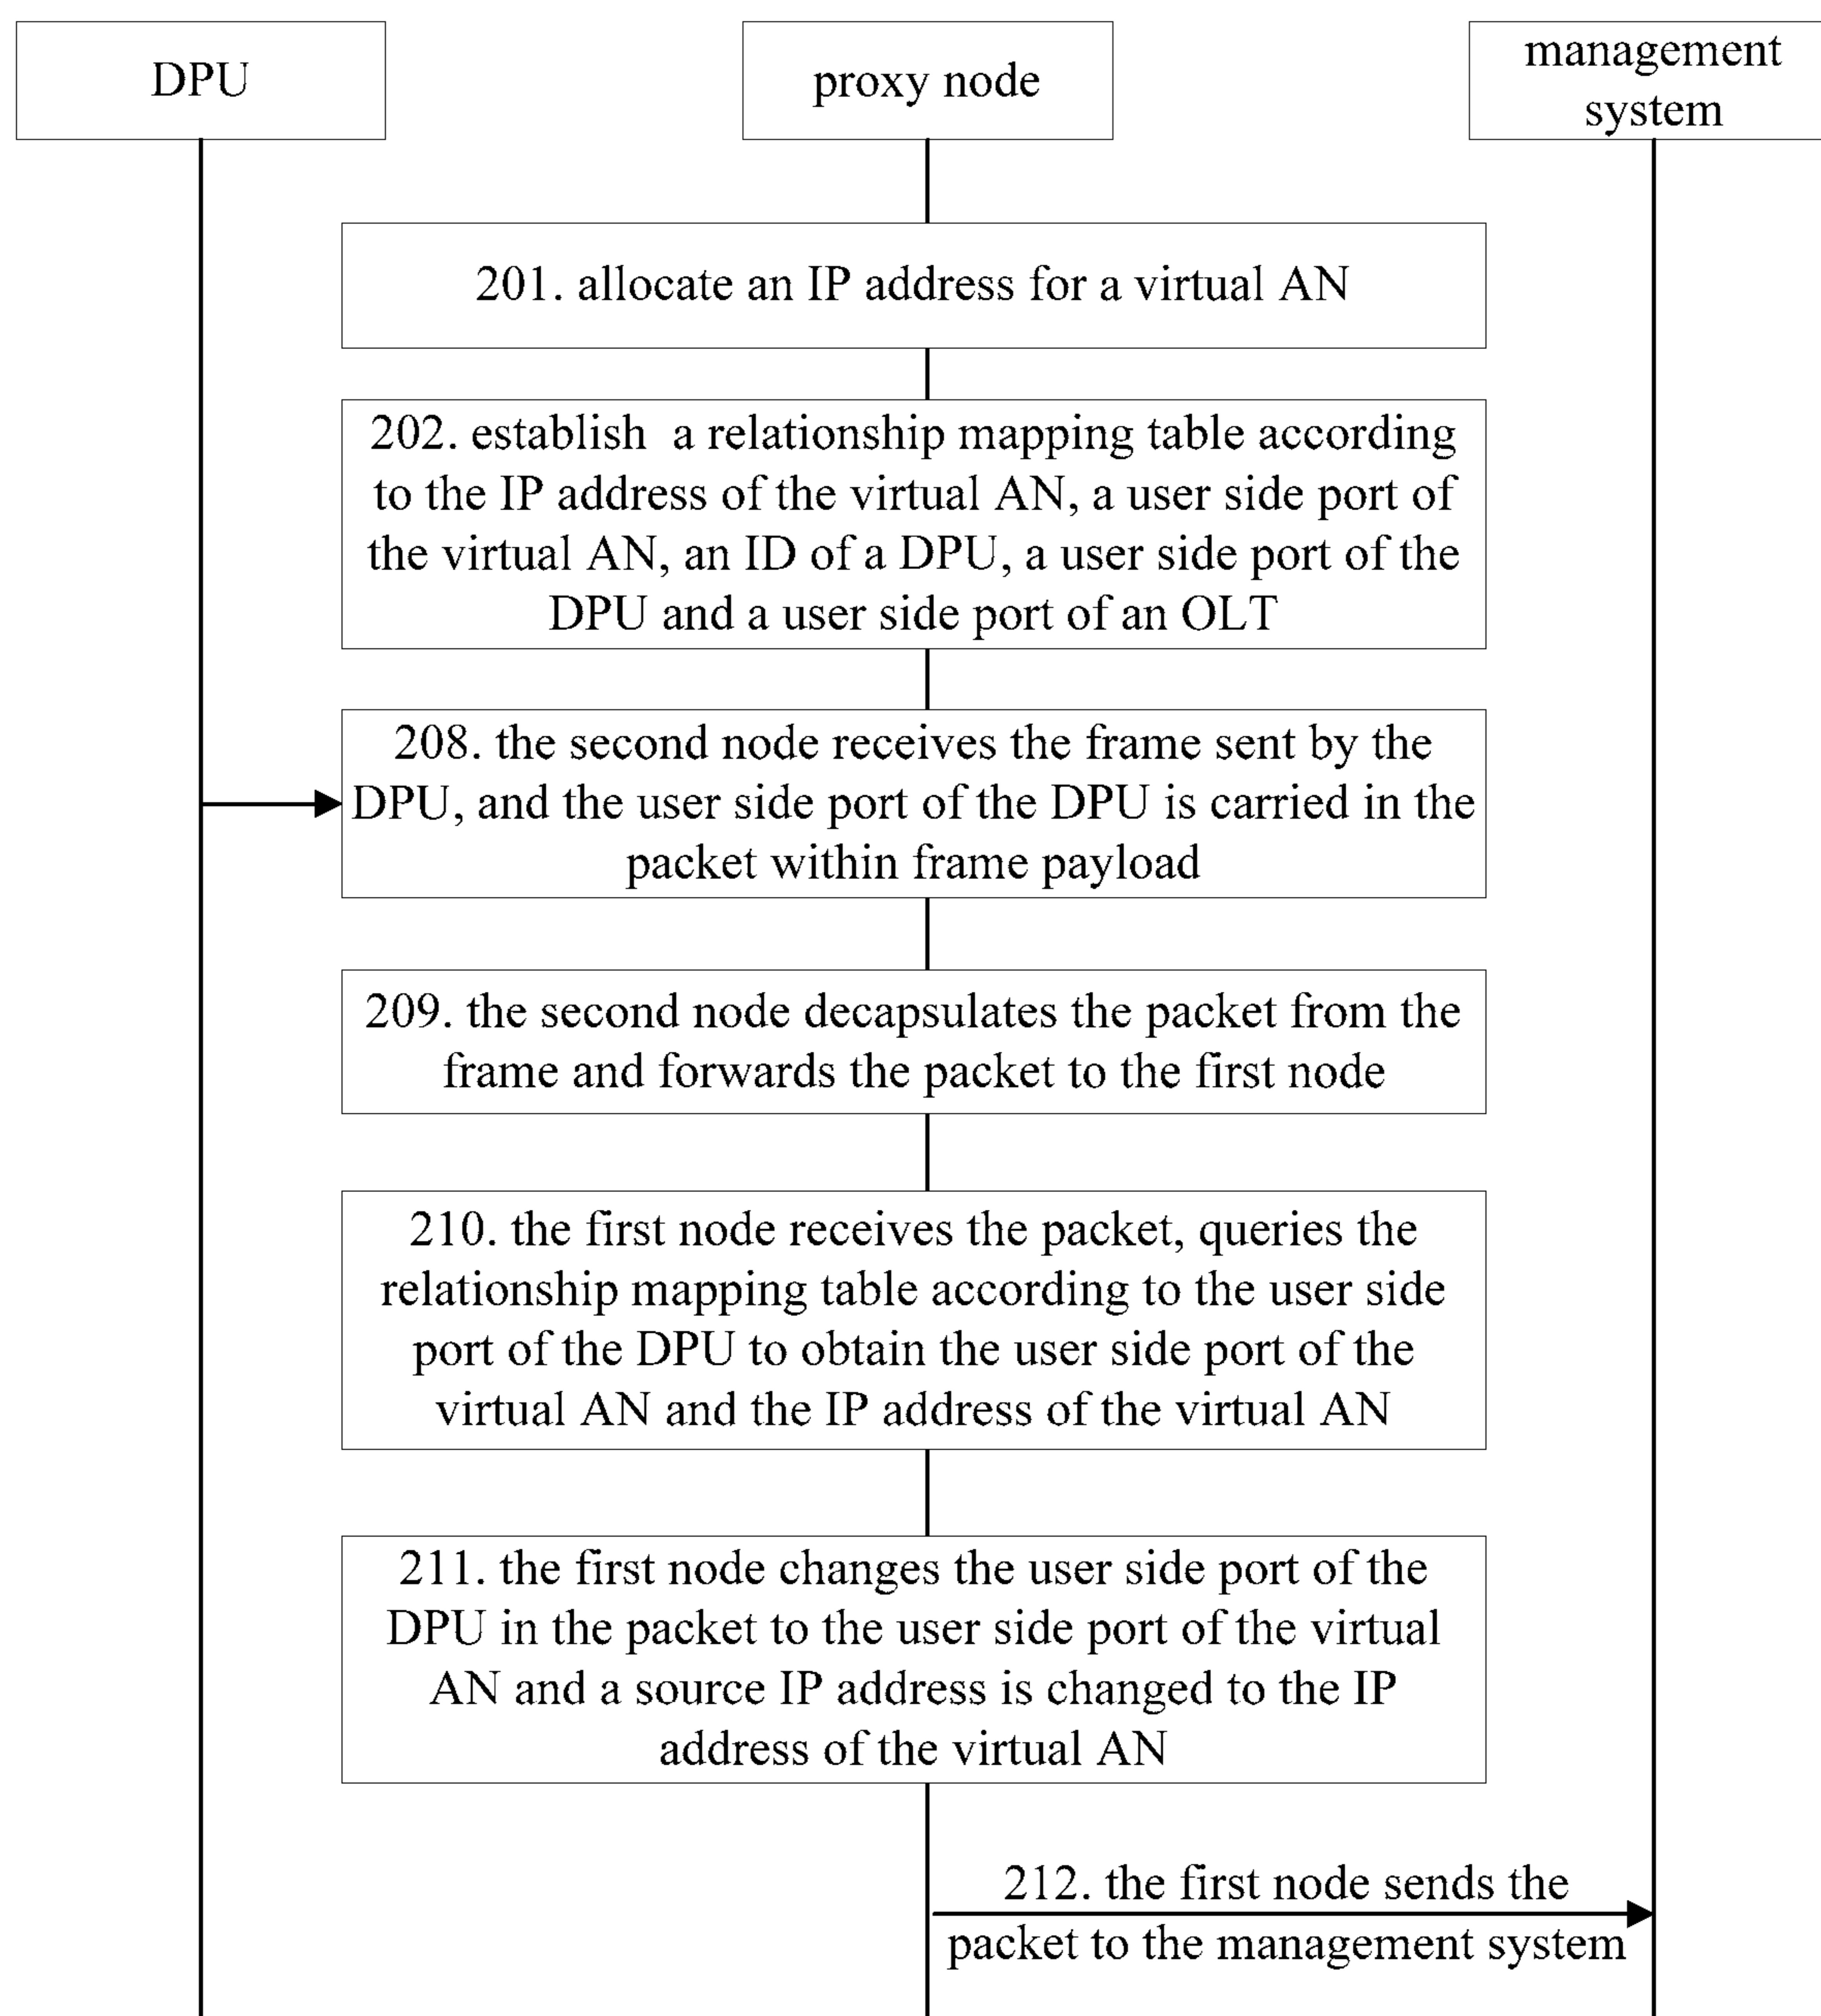 DPU
proxy node
management
system
201. allocate an IP address for a virtual AN
202. establish a relationship mapping table according
to the IP address of the virtual AN, a user side port of
the virtual AN, an ID of a DPU, a user side port of the
DPU and a user side port of an OLT
208. the second node receives the frame sent by the
DPU, and the user side port of the DPU is carried in the
packet within frame payload
209. the second node decapsulates the packet from the
frame and forwards the packet to the first node
210. the first node receives the packet, queries the
relationship mapping table according to the user side
port of the DPU to obtain the user side port of the
virtual AN and the IP address of the virtual AN
211. the first node changes the user side port of the
DPU in the packet to the user side port of the virtual
AN and a source IP address is changed to the IP
address of the virtual AN
212. the first node sends the
packet to the management system